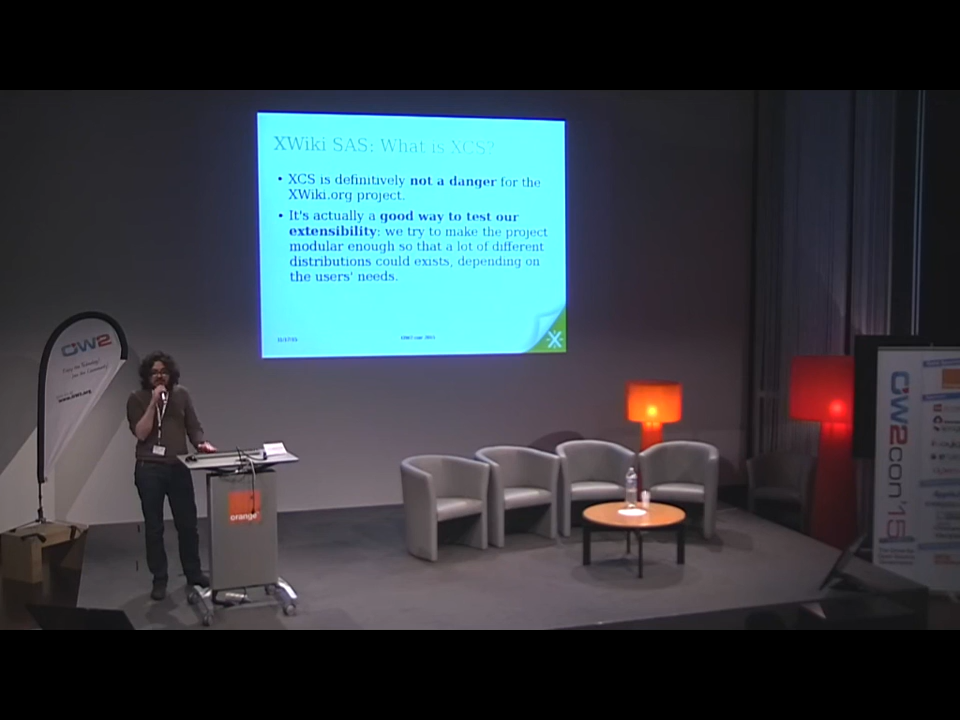 XWiki SAS: What is XCS?
• XCS is definitively not a danger for the
XWiki.org project.
• It's actually a good way to test our
extensibility: we try to make the project
modular enough so that a lot of different
distributions could exists, depending on
the users' needs.
OW2
www.ow2.org
orange
OW2con'15